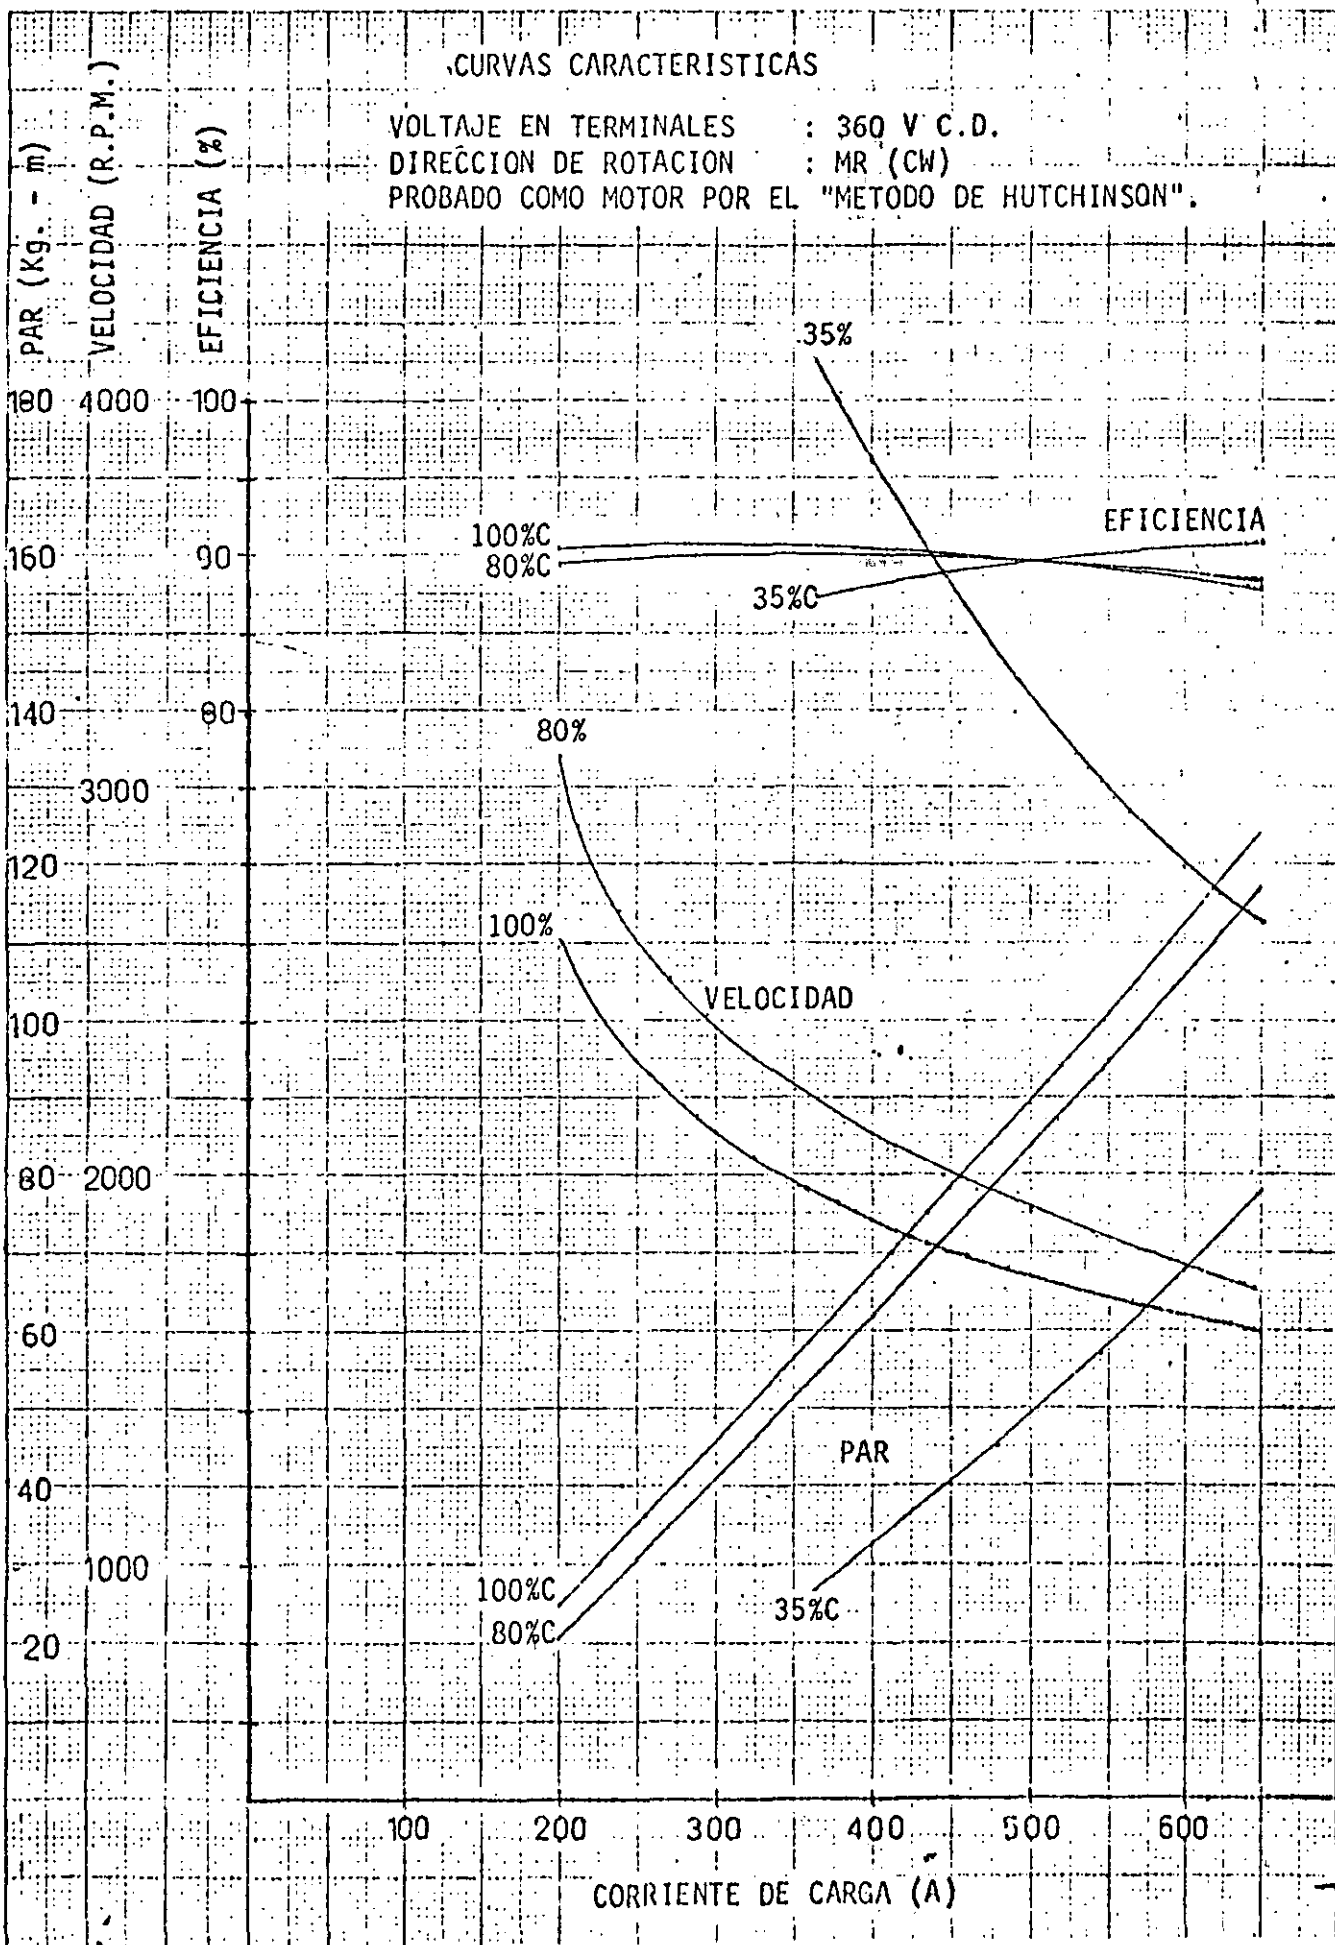 CURVAS CARACTERISTICAS
VOLTAJE EN TERMINALES : 360 V C.D.
DIRECCION DE ROTACION : MR (CW)
PROBADO COMO MOTOR POR EL "METODO DE HUTCHINSON".
PAR (Kg. - m)
VELOCIDAD (R.P.M.)
EFICIENCIA (%)
35%
180 4000 100
EFICIENCIA
100%C
160 90
80%C
35%C
140 80
80%
3000
120
100%
VELOCIDAD
100
80 2000
60
PAR
40
1000
100%C
35%C
80%C
20
100 200 300 400 500 600
CORRIENTE DE CARGA (A)